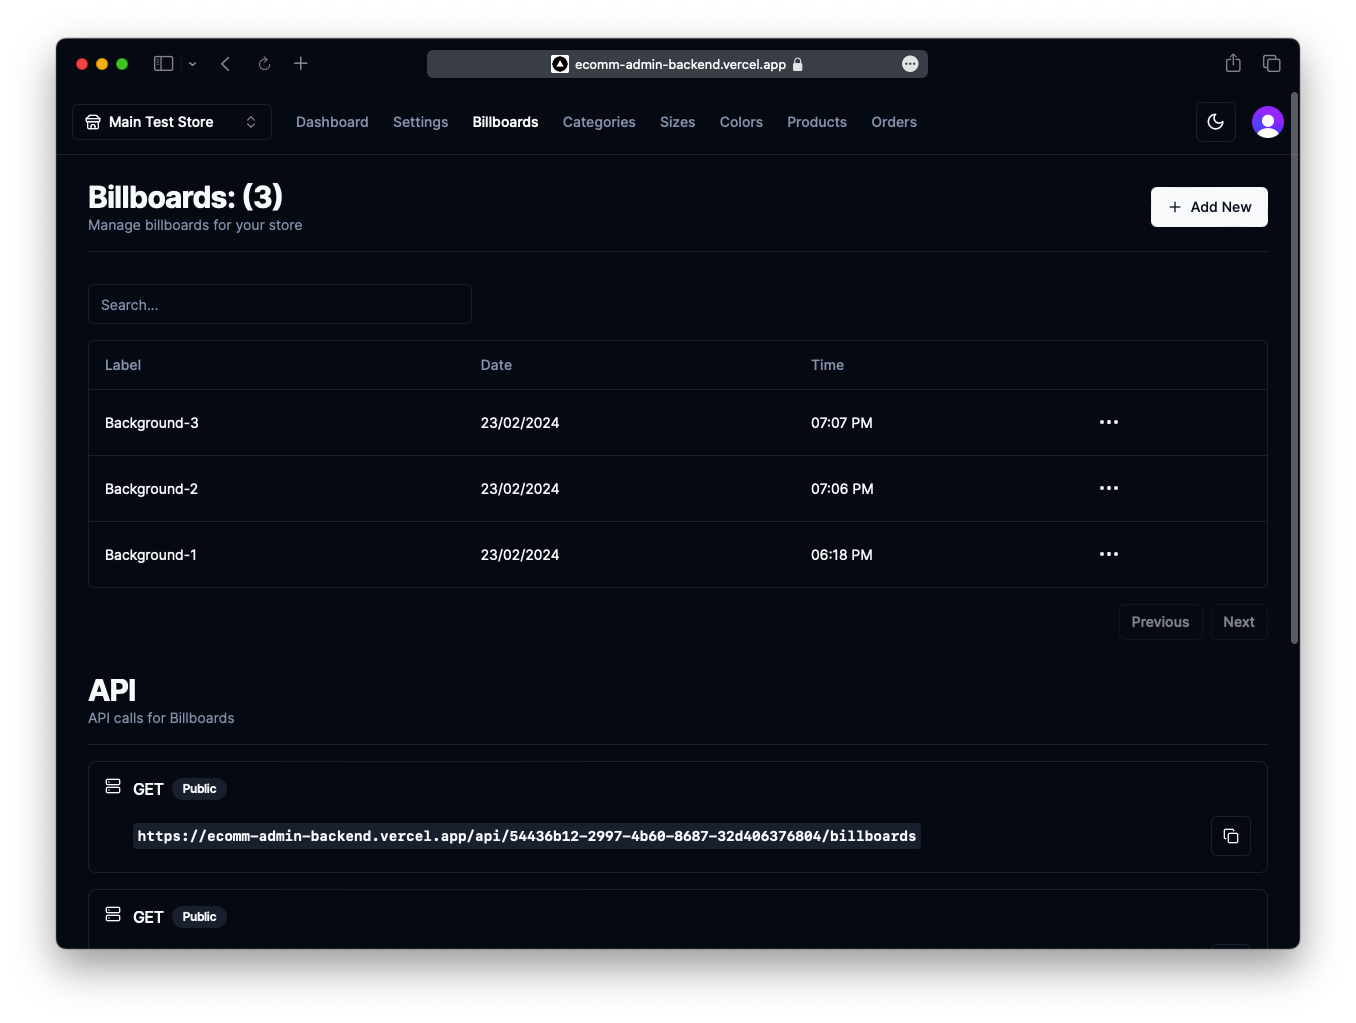 ecomm-admin-backend.vercel.app
Main Test Store Dashboard Settings Billboards Categories Sizes Colors Products Orders
Billboards: (3)
Manage billboards for your store
+ Add New
Search...
Label Date Time
Background-3 23/02/2024 07:07 PM
Background-2 23/02/2024 07:06 PM
Background-1 23/02/2024 06:18 PM
Previous Next
API
API calls for Billboards
GET Public
https://ecomm-admin-backend.vercel.app/api/54436b12-2997-4b60-8687-32d406376804/billboards
GET Public